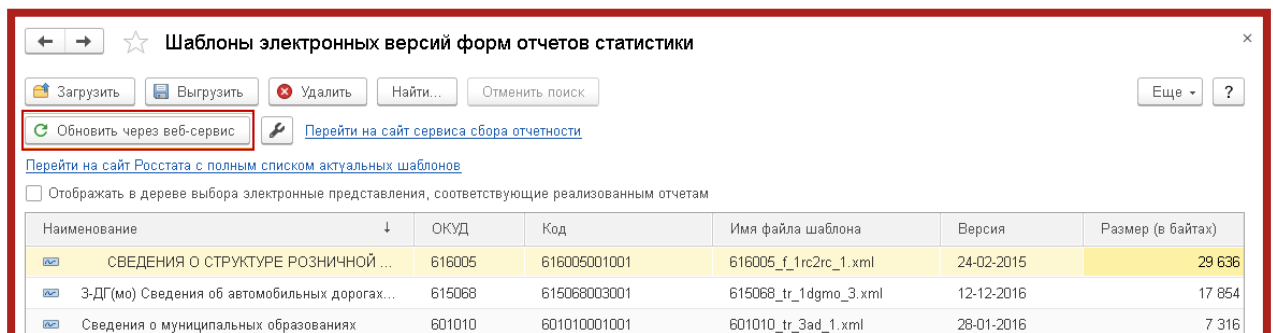 Шаблоны электронных версий форм отчетов статистики
Загрузить Выгрузить Удалить Найти... Отменить поиск Еще ?
Обновить через веб-сервис Перейти на сайт сервиса сбора отчетности
Перейти на сайт Росстата с полным списком актуальных шаблонов
Отображать в дереве выбора электронные представления, соответствующие реализованным отчетам
Наименование ОКУД Код Имя файла шаблона Версия Размер (в байтах)
СВЕДЕНИЯ О СТРУКТУРЕ РОЗНИЧНОЙ ... 616005 616005001001 616005_f_1rc2rc_1.xml 24-02-2015 29 636
3-ДГ(мо) Сведения об автомобильных дорогах... 615068 615068003001 615068_tr_1dgmo_3.xml 12-12-2016 17 854
Сведения о муниципальных образованиях 601010 601010001001 601010_tr_3ad_1.xml 28-01-2016 7 316